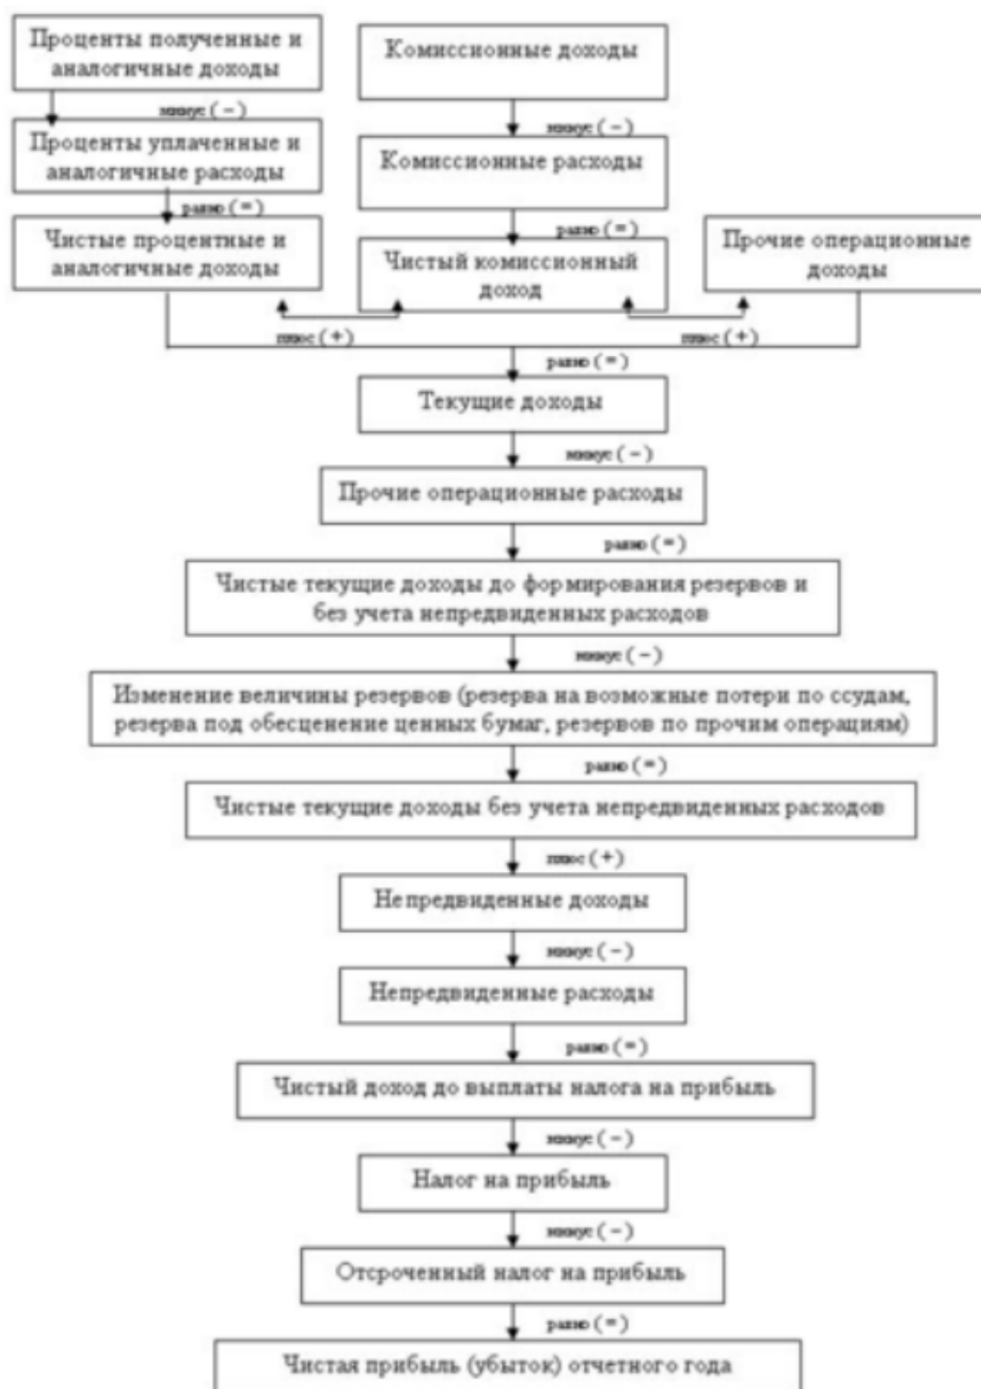 Проценты полученные и
аналогичные доходы
Комиссионные доходы
минус (−)
минус (−)
Проценты уплаченные и
аналогичные расходы
Комиссионные расходы
равно (=)
равно (=)
Чистые процентные и
аналогичные доходы
Чистый комиссионный
доход
Прочие операционные
доходы
плюс (+)
плюс (+)
равно (=)
Текущие доходы
минус (−)
Прочие операционные расходы
равно (=)
Чистые текущие доходы до формирования резервов и
без учета непредвиденных расходов
минус (−)
Изменение величины резервов (резерва на возможные потери по ссудам,
резерва под обесценение ценных бумаг, резервов по прочим операциям)
равно (=)
Чистые текущие доходы без учета непредвиденных расходов
плюс (+)
Непредвиденные доходы
минус (−)
Непредвиденные расходы
равно (=)
Чистый доход до выплаты налога на прибыль
минус (−)
Налог на прибыль
минус (−)
Отсроченный налог на прибыль
равно (=)
Чистая прибыль (убыток) отчетного года